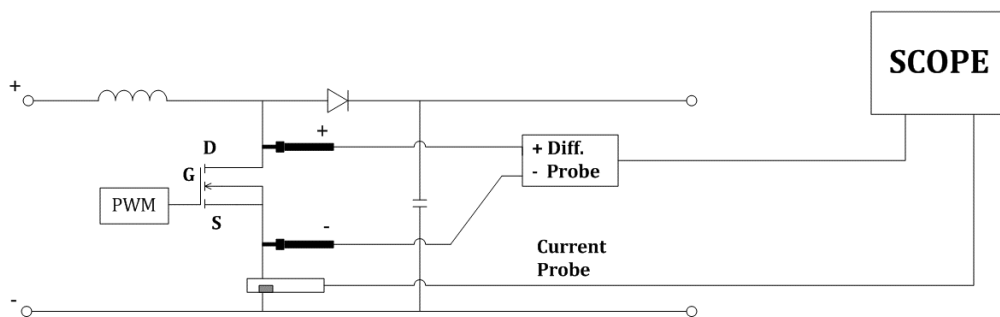 SCOPE
+
+
D
+ Diff.
- Probe
G
PWM
S
-
Current
Probe
-